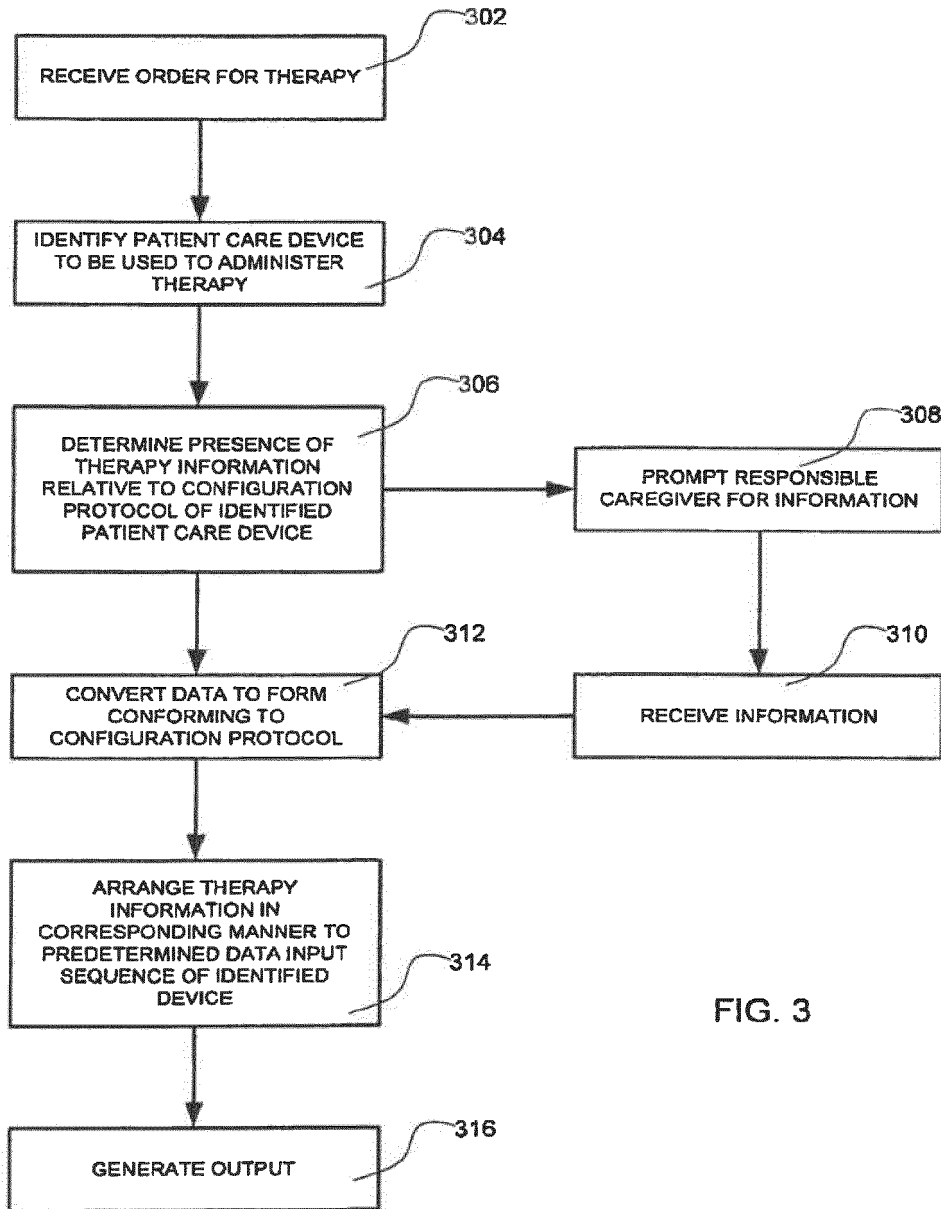 302
RECEIVE ORDER FOR THERAPY
IDENTIFY PATIENT CARE DEVICE
TO BE USED TO ADMINISTER
THERAPY
304
306
DETERMINE PRESENCE OF
THERAPY INFORMATION
RELATIVE TO CONFIGURATION
PROTOCOL OF IDENTIFIED
PATIENT CARE DEVICE
308
PROMPT RESPONSIBLE
CAREGIVER FOR INFORMATION
310
RECEIVE INFORMATION
312
CONVERT DATA TO FORM
CONFORMING TO
CONFIGURATION PROTOCOL
ARRANGE THERAPY
INFORMATION IN
CORRESPONDING MANNER TO
PREDETERMINED DATA INPUT
SEQUENCE OF IDENTIFIED
DEVICE
314
FIG. 3
316
GENERATE OUTPUT